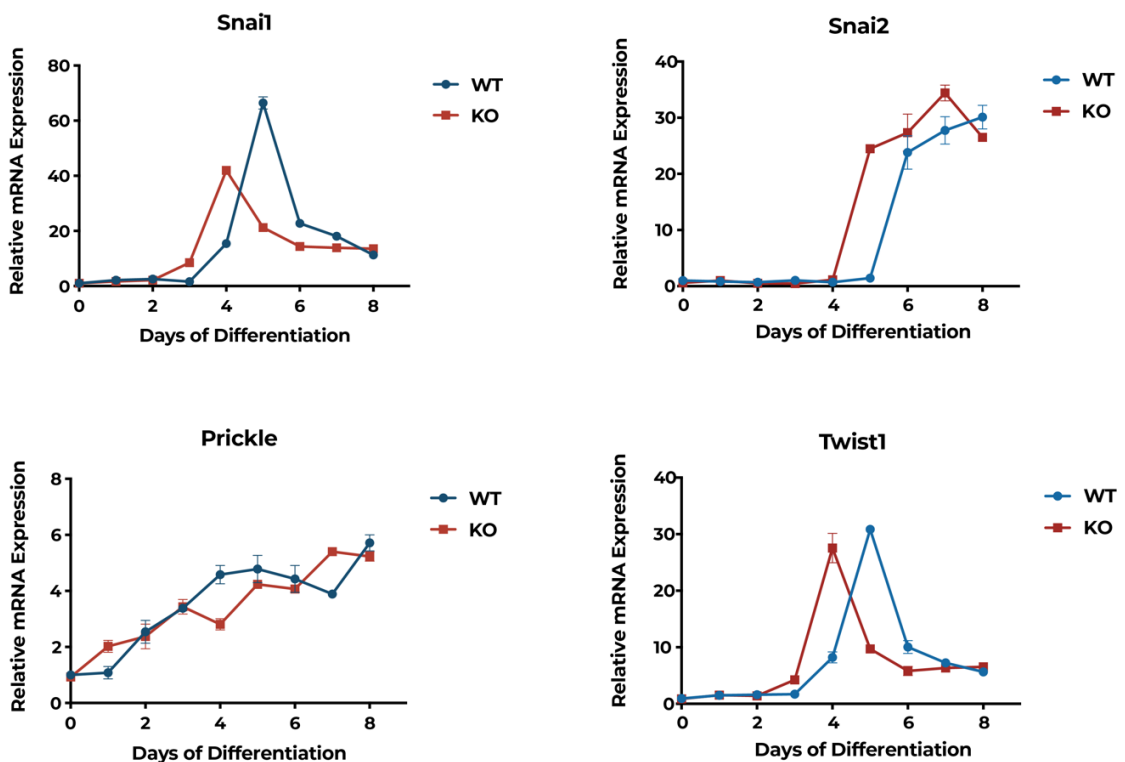 Snai1
Relative mRNA Expression
80
60
40
20
0
0 2 4 6 8
Days of Differentiation
WT
KO
Snai2
Relative mRNA Expression
40
30
20
10
0
0 2 4 6 8
Days of Differentiation
WT
KO
Prickle
Relative mRNA Expression
8
6
4
2
0
0 2 4 6 8
Days of Differentiation
WT
KO
Twist1
Relative mRNA Expression
40
30
20
10
0
0 2 4 6 8
Days of Differentiation
WT
KO